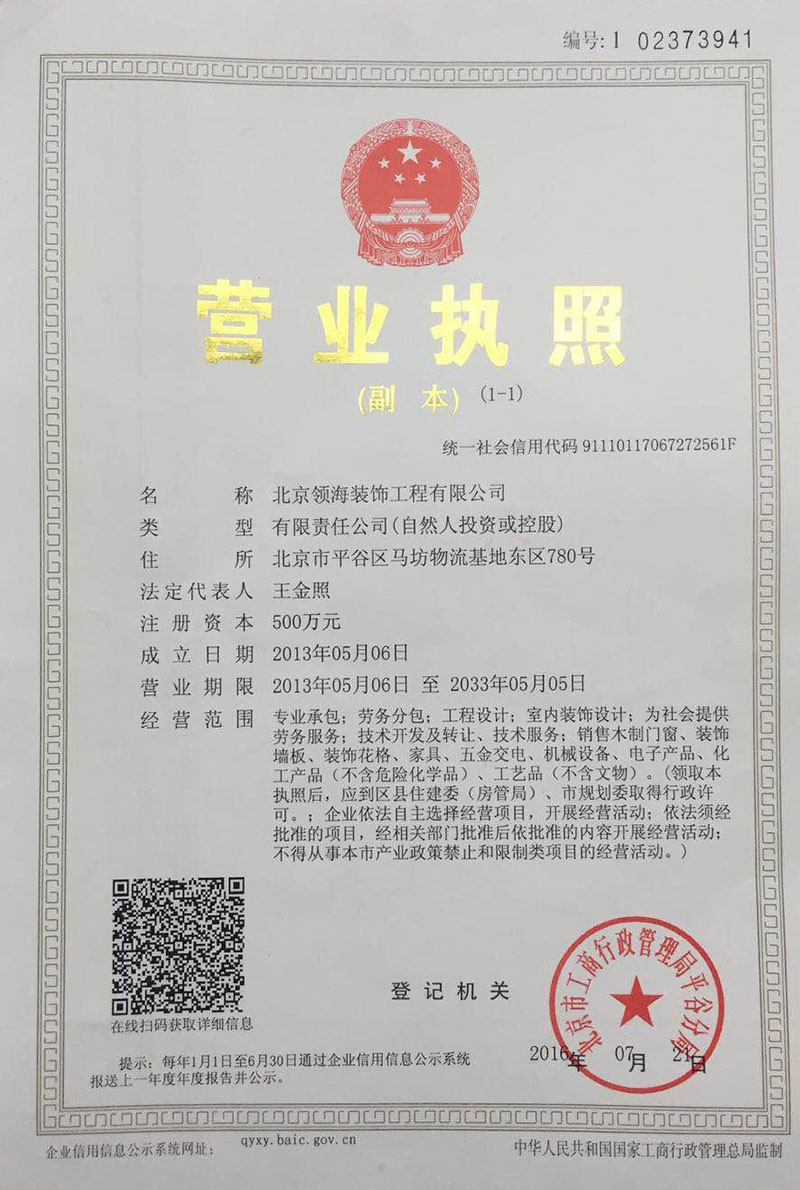 编号: 1 02373941
营业执照
(副 本) (1-1)
统一社会信用代码 91110117067272561F
名 称 北京领海装饰工程有限公司
类 型 有限责任公司(自然人投资或控股)
住 所 北京市平谷区马坊物流基地东区780号
法定代表人 王金照
注册资本 500万元
成立日期 2013年05月06日
营业期限 2013年05月06日 至 2033年05月05日
经营范围 专业承包；劳务分包；工程设计；室内装饰设计；为社会提供
劳务服务；技术开发及转让、技术服务；销售木制门窗、装饰
墙板、装饰花格、家具、五金交电、机械设备、电子产品、化
工产品（不含危险化学品）、工艺品（不含文物）。(领取本
执照后，应到区县住建委（房管局）、市规划委取得行政许
可。；企业依法自主选择经营项目，开展经营活动；依法须经
批准的项目，经相关部门批准后依批准的内容开展经营活动；
不得从事本市产业政策禁止和限制类项目的经营活动。)
在线扫码获取详细信息
登记机关
北京市工商行政管理局平谷分局
2016年 07月 21日
提示：每年1月1日至6月30日通过企业信用信息公示系统
报送上一年度年度报告并公示。
企业信用信息公示系统网址： qyxy.baic.gov.cn
中华人民共和国国家工商行政管理总局监制